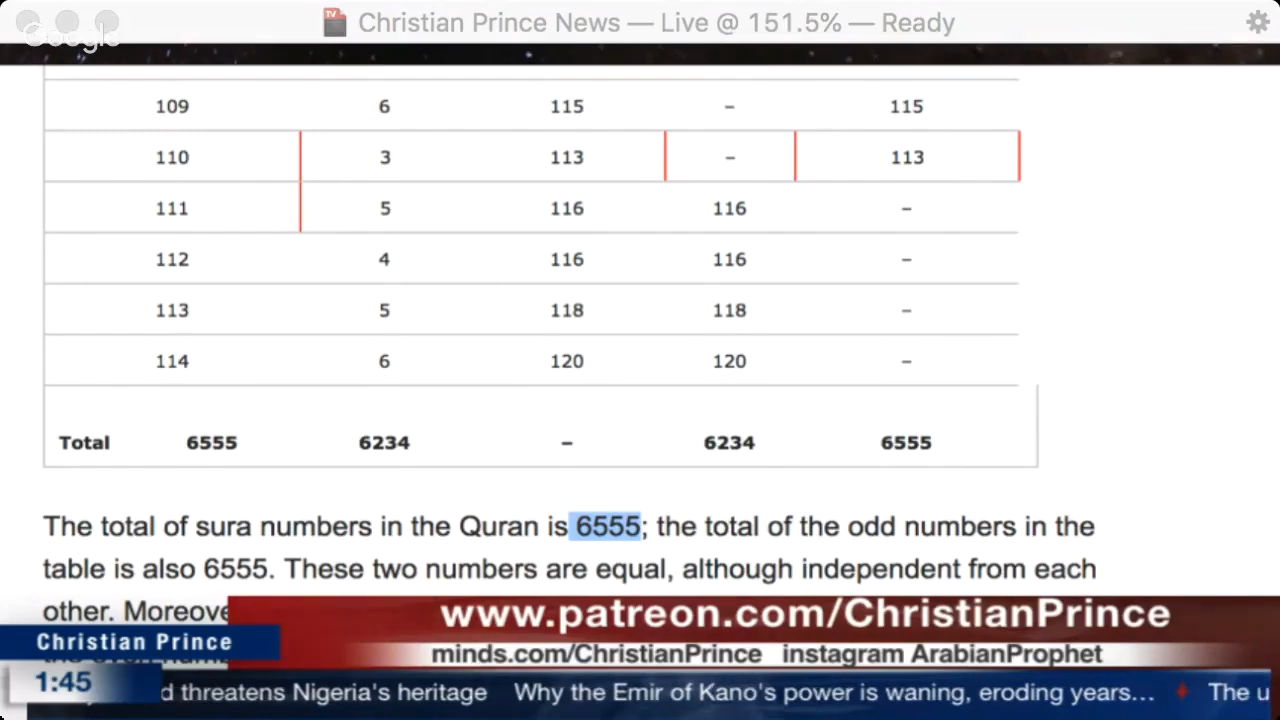 Christian Prince News — Live @ 151.5% — Ready
Google
109 6 115 – 115
110 3 113 – 113
111 5 116 116 –
112 4 116 116 –
113 5 118 118 –
114 6 120 120 –
Total 6555 6234 – 6234 6555
The total of sura numbers in the Quran is 6555; the total of the odd numbers in the
table is also 6555. These two numbers are equal, although independent from each
other. Moreove
www.patreon.com/ChristianPrince
Christian Prince
minds.com/ChristianPrince instagram ArabianProphet
1:45
d threatens Nigeria's heritage Why the Emir of Kano's power is waning, eroding years... The u